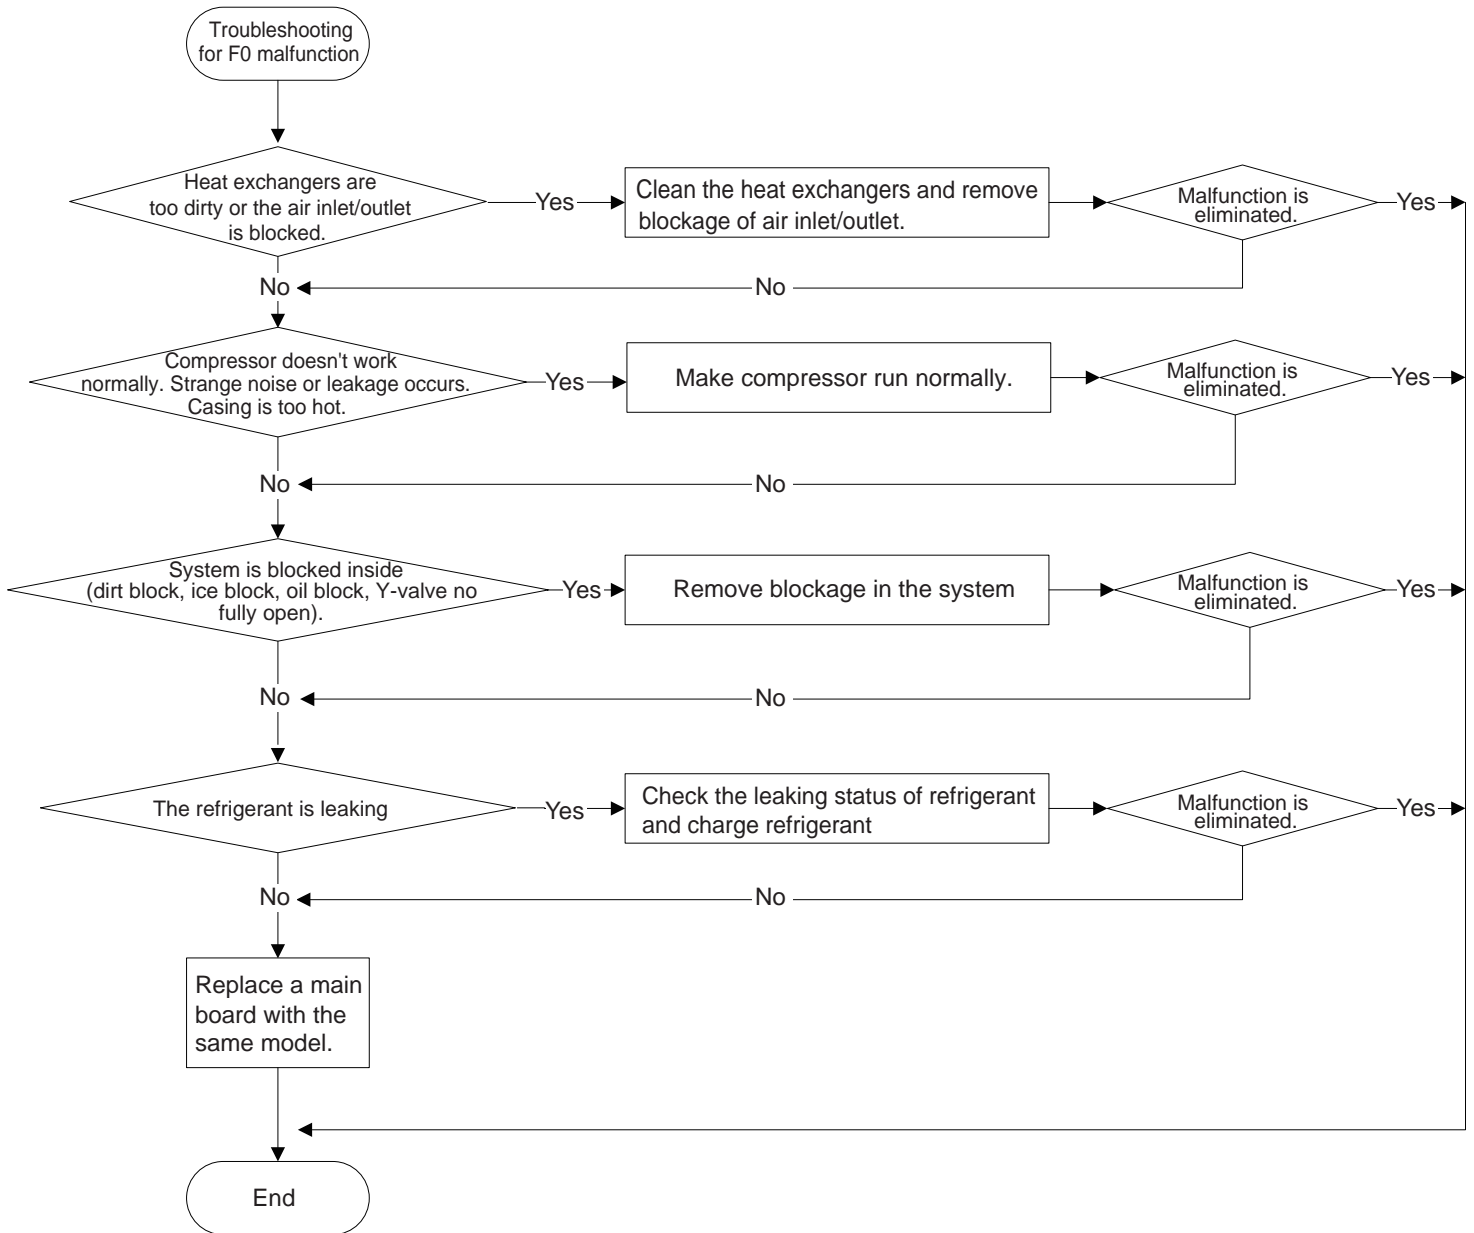 Troubleshooting
for F0 malfunction
Heat exchangers are
too dirty or the air inlet/outlet
is blocked.
Yes
Clean the heat exchangers and remove
blockage of air inlet/outlet.
Malfunction is
eliminated.
Yes
No
No
Compressor doesn't work
normally. Strange noise or leakage occurs.
Casing is too hot.
Yes
Make compressor run normally.
Malfunction is
eliminated.
Yes
No
No
System is blocked inside
(dirt block, ice block, oil block, Y-valve no
fully open).
Yes
Remove blockage in the system
Malfunction is
eliminated.
Yes
No
No
The refrigerant is leaking
Yes
Check the leaking status of refrigerant
and charge refrigerant
Malfunction is
eliminated.
Yes
No
No
Replace a main
board with the
same model.
End